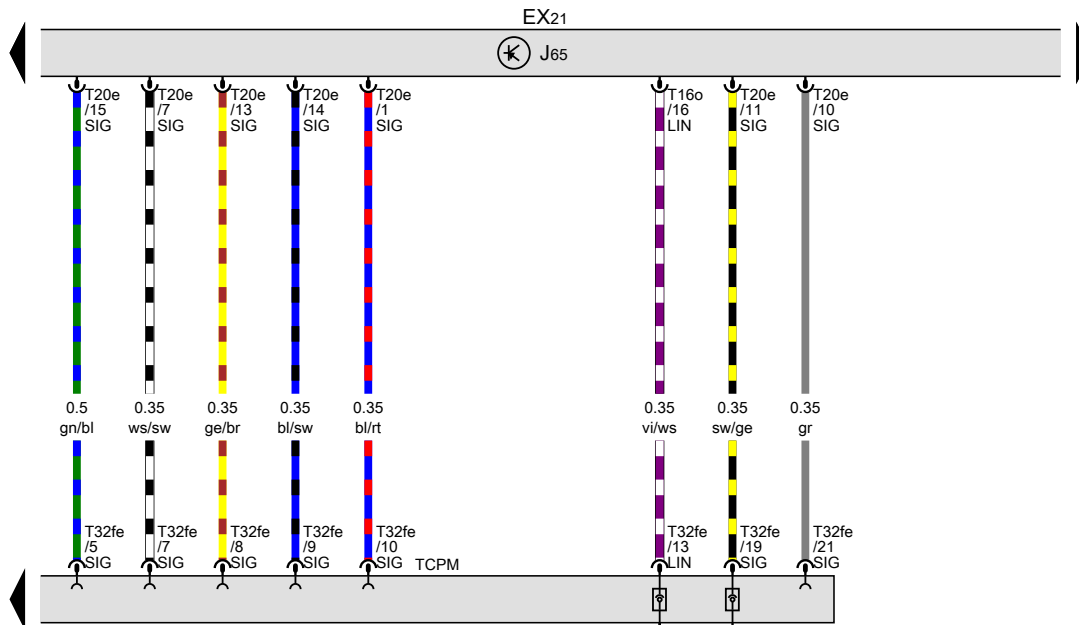 EX21
J65
T20e
/15
SIG
T20e
/7
SIG
T20e
/13
SIG
T20e
/14
SIG
T20e
/1
SIG
T16o
/16
LIN
T20e
/11
SIG
T20e
/10
SIG
0.5
gn/bl
0.35
ws/sw
0.35
ge/br
0.35
bl/sw
0.35
bl/rt
0.35
vi/ws
0.35
sw/ge
0.35
gr
T32fe
/5
SIG
T32fe
/7
SIG
T32fe
/8
SIG
T32fe
/9
SIG
T32fe
/10
SIG
TCPM
T32fe
/13
LIN
T32fe
/19
SIG
T32fe
/21
SIG